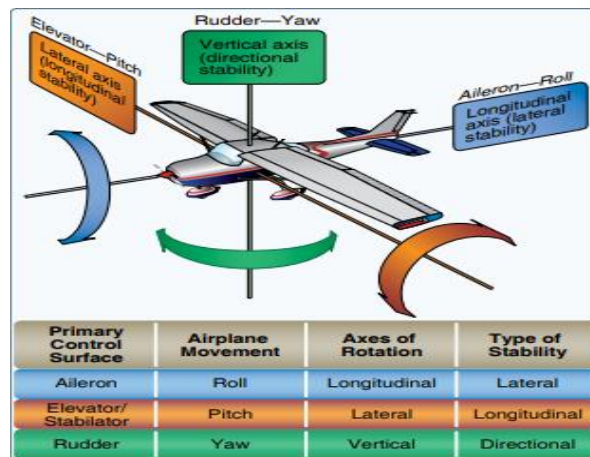 Rudder—Yaw
Elevator—Pitch
Vertical axis
(directional
stability)
Lateral axis
(longitudinal
stability)
Aileron—Roll
Longitudinal
axis (lateral
stability)
Primary
Control
Surface
Airplane
Movement
Axes of
Rotation
Type of
Stability
Aileron
Roll
Longitudinal
Lateral
Elevator/
Stabilator
Pitch
Lateral
Longitudinal
Rudder
Yaw
Vertical
Directional